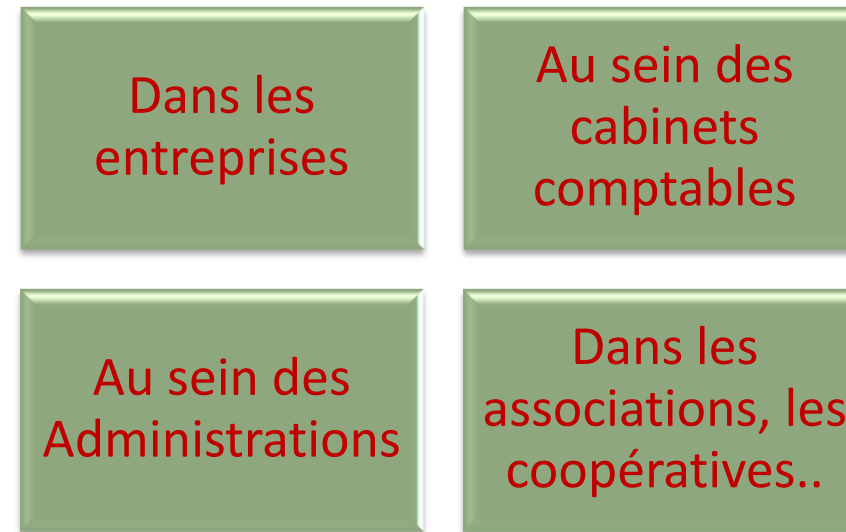 Dans les
entreprises
Au sein des
cabinets
comptables
Au sein des
Administrations
Dans les
associations, les
coopératives..